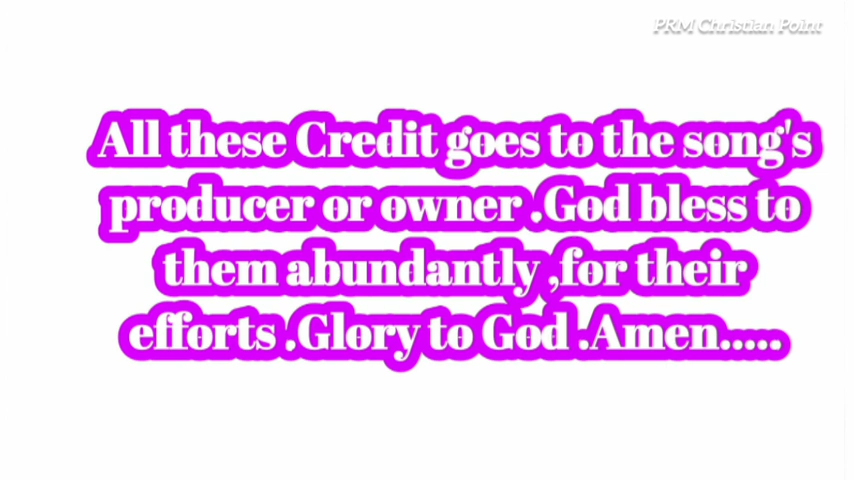 PRM Christian Point
All these Credit goes to the song's
producer or owner .God bless to
them abundantly ,for their
efforts .Glory to God .Amen.....